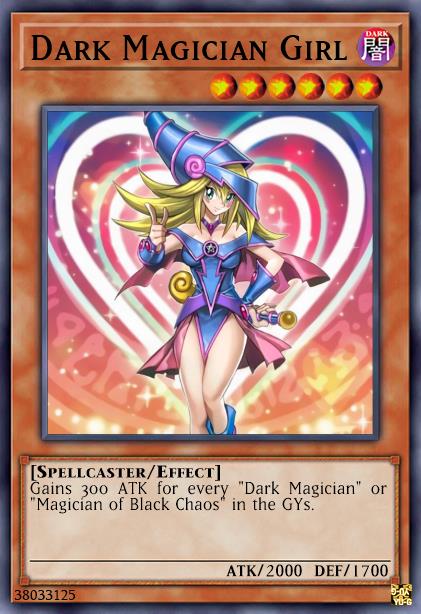 Dark Magician Girl
DARK
闇
[Spellcaster/Effect]
Gains 300 ATK for every "Dark Magician" or
"Magician of Black Chaos" in the GYs.
ATK/2000 DEF/1700
38033125